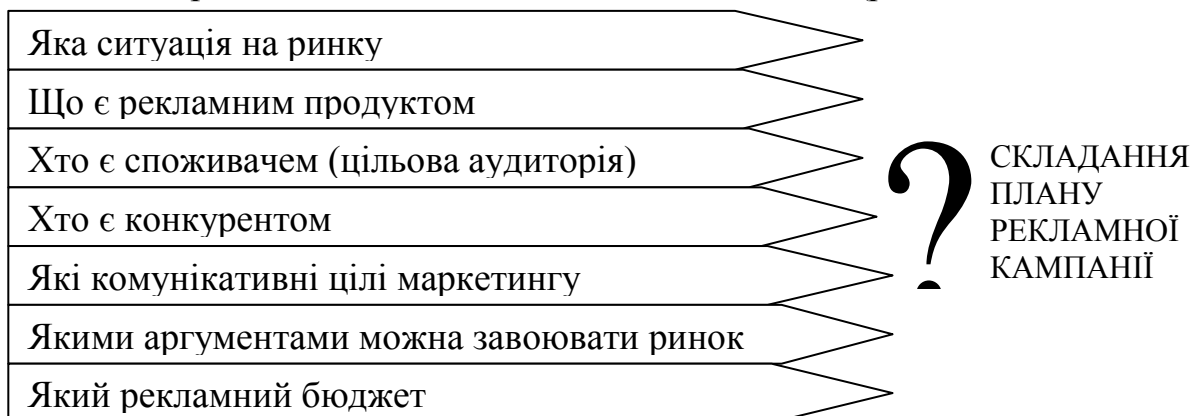 Яка ситуація на ринку
Що є рекламним продуктом
Хто є споживачем (цільова аудиторія)
Хто є конкурентом
Які комунікативні цілі маркетингу
Якими аргументами можна завоювати ринок
Який рекламний бюджет
?
СКЛАДАННЯ
ПЛАНУ
РЕКЛАМНОЇ
КАМПАНІЇ